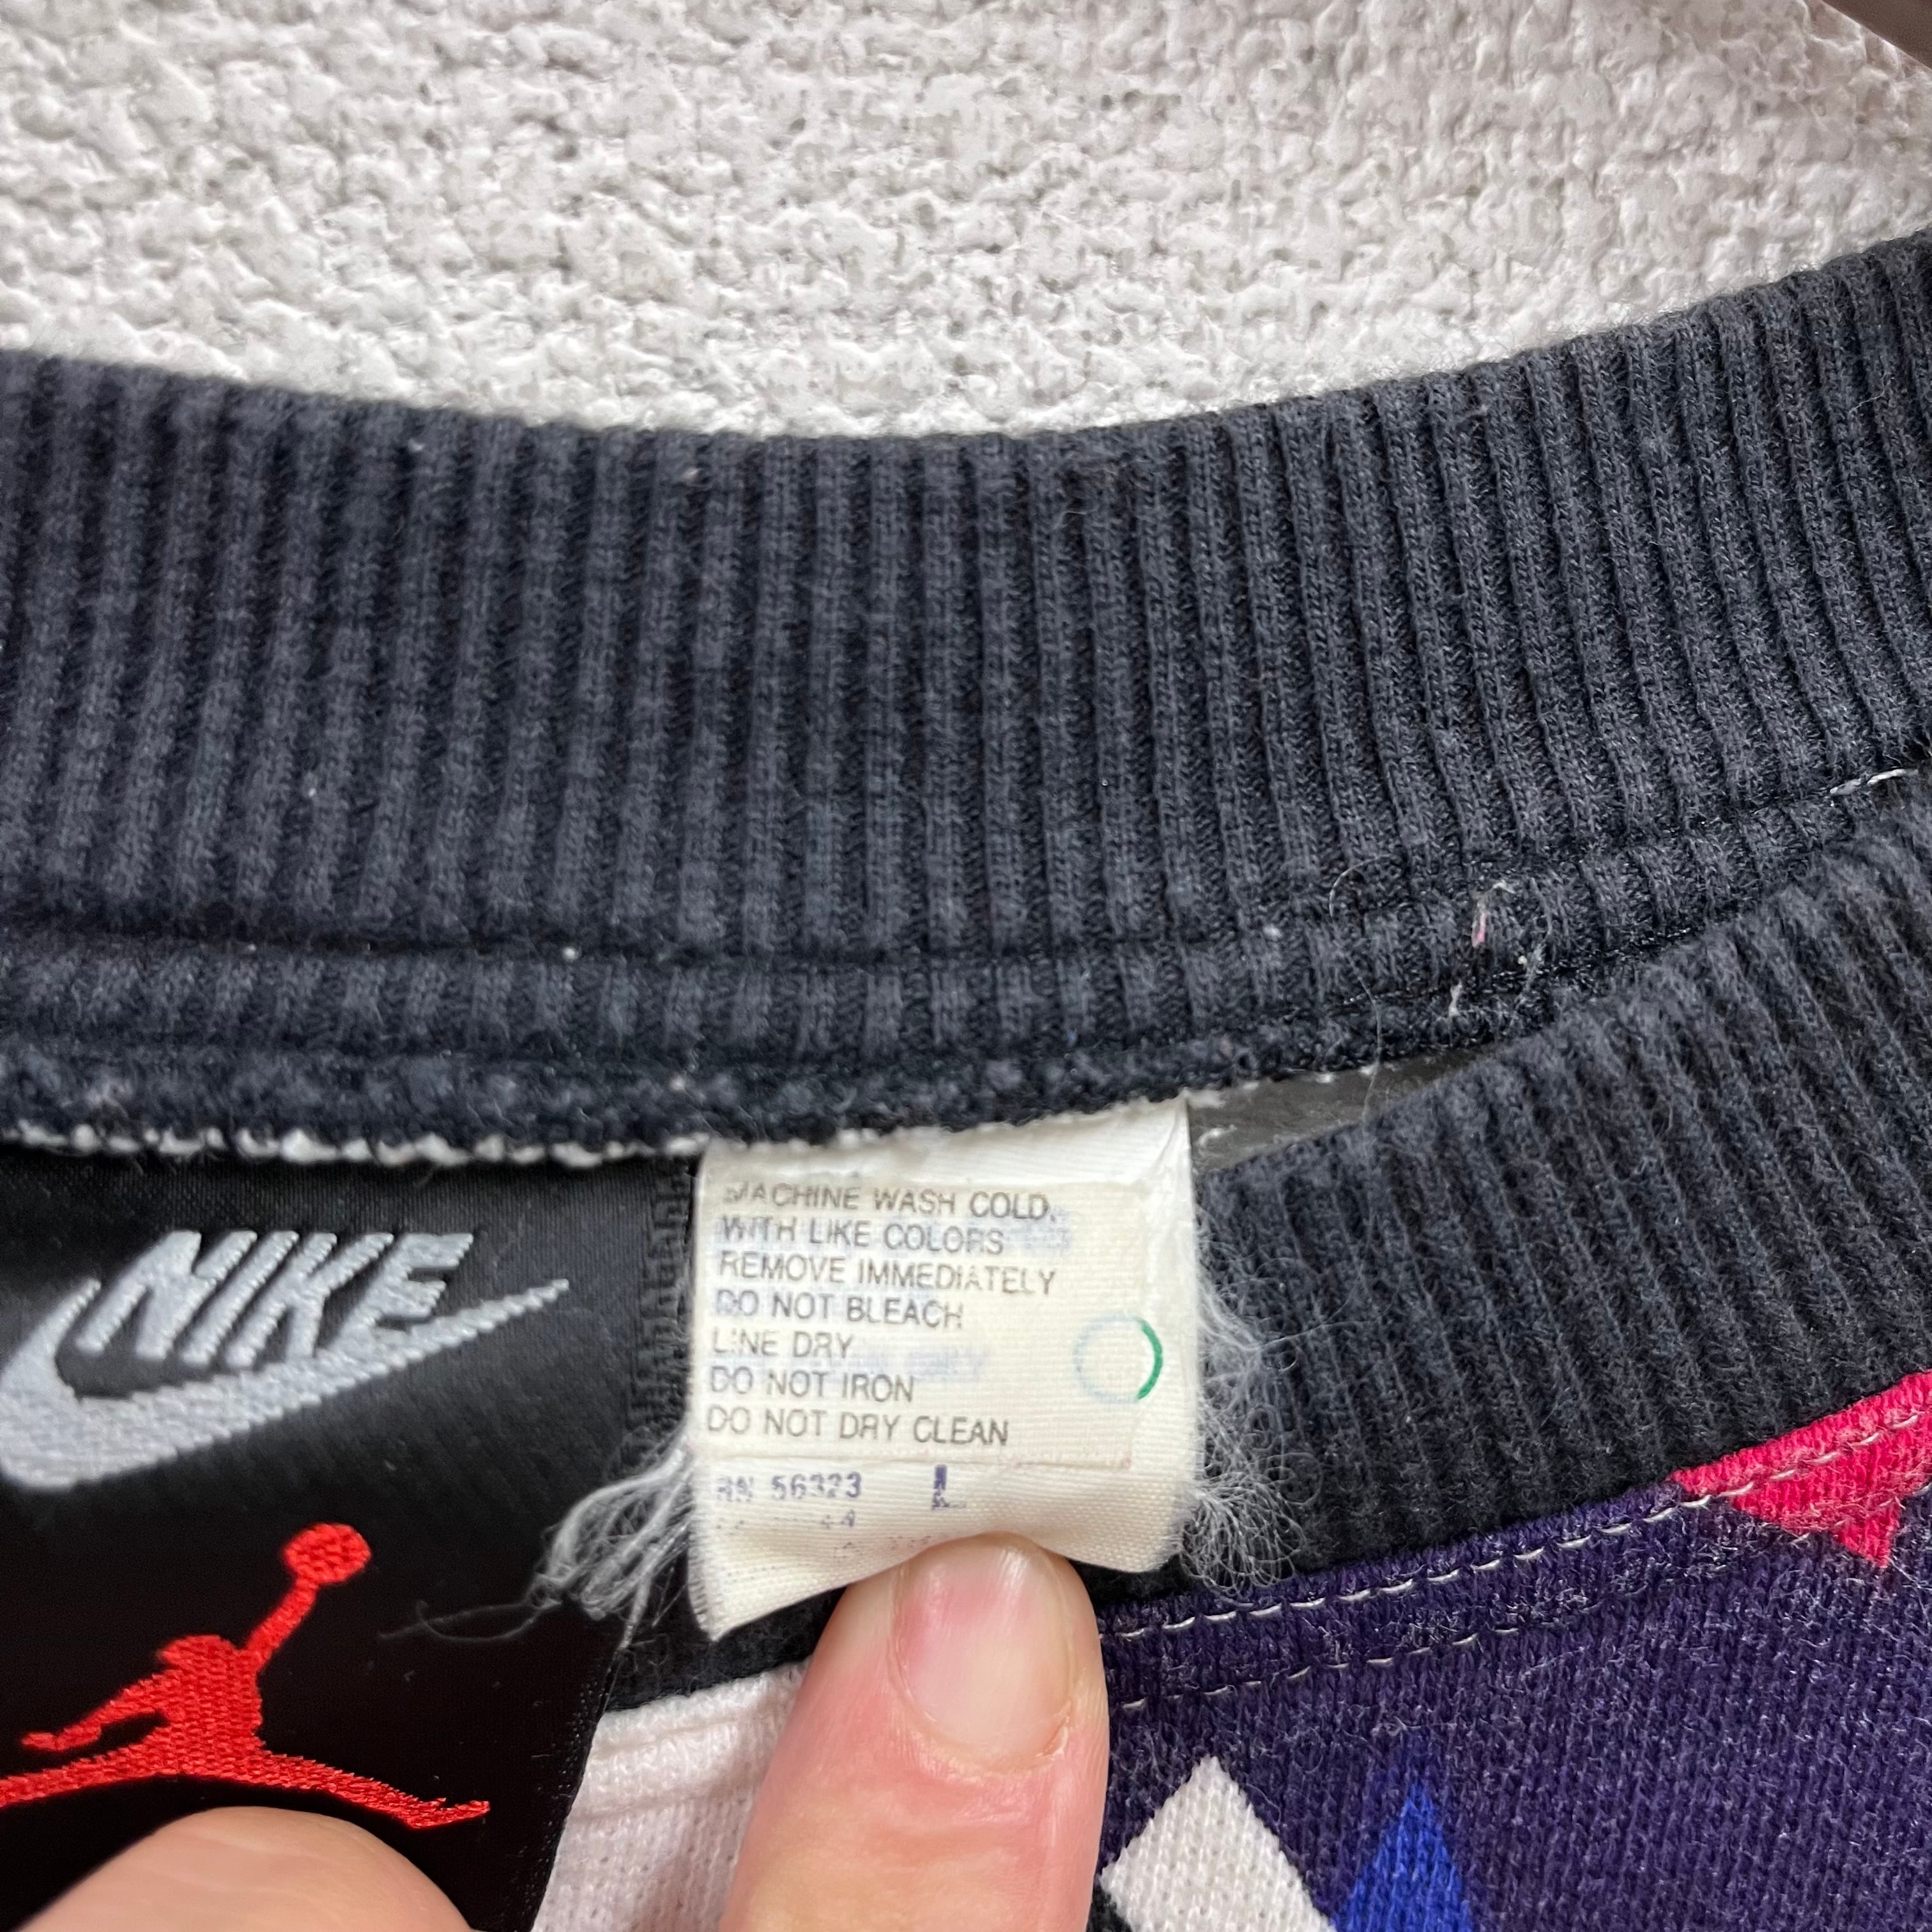 NIKE
MACHINE WASH COLD,
WITH LIKE COLORS
REMOVE IMMEDIATELY
DO NOT BLEACH
LINE DRY
DO NOT IRON
DO NOT DRY CLEAN
RN 56323 L